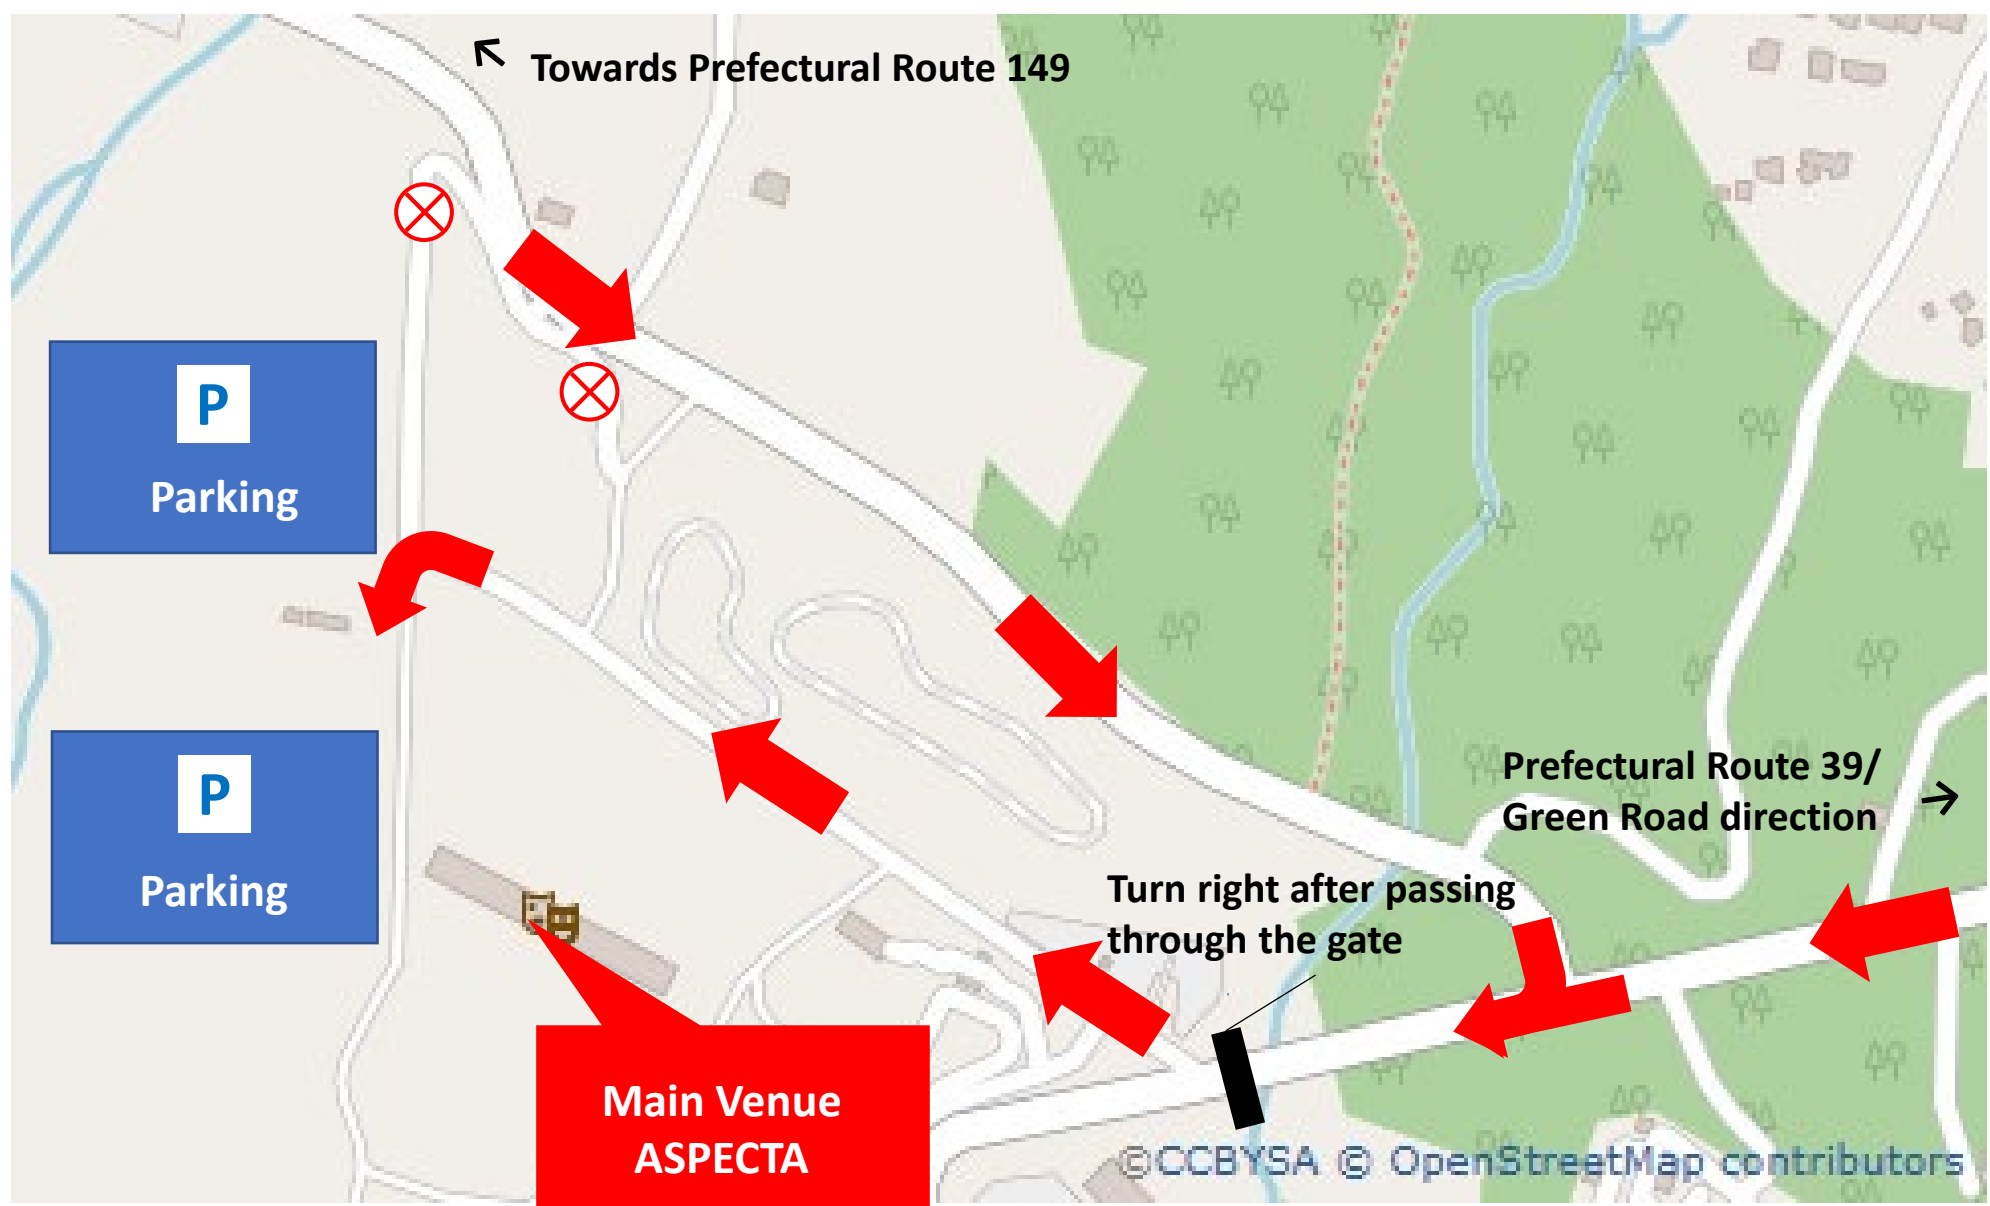 Towards Prefectural Route 149
P
Parking
Prefectural Route 39/
Green Road direction
P
Parking
Turn right after passing
through the gate
Main Venue
ASPECTA
©CCBYSA © OpenStreetMap contributors